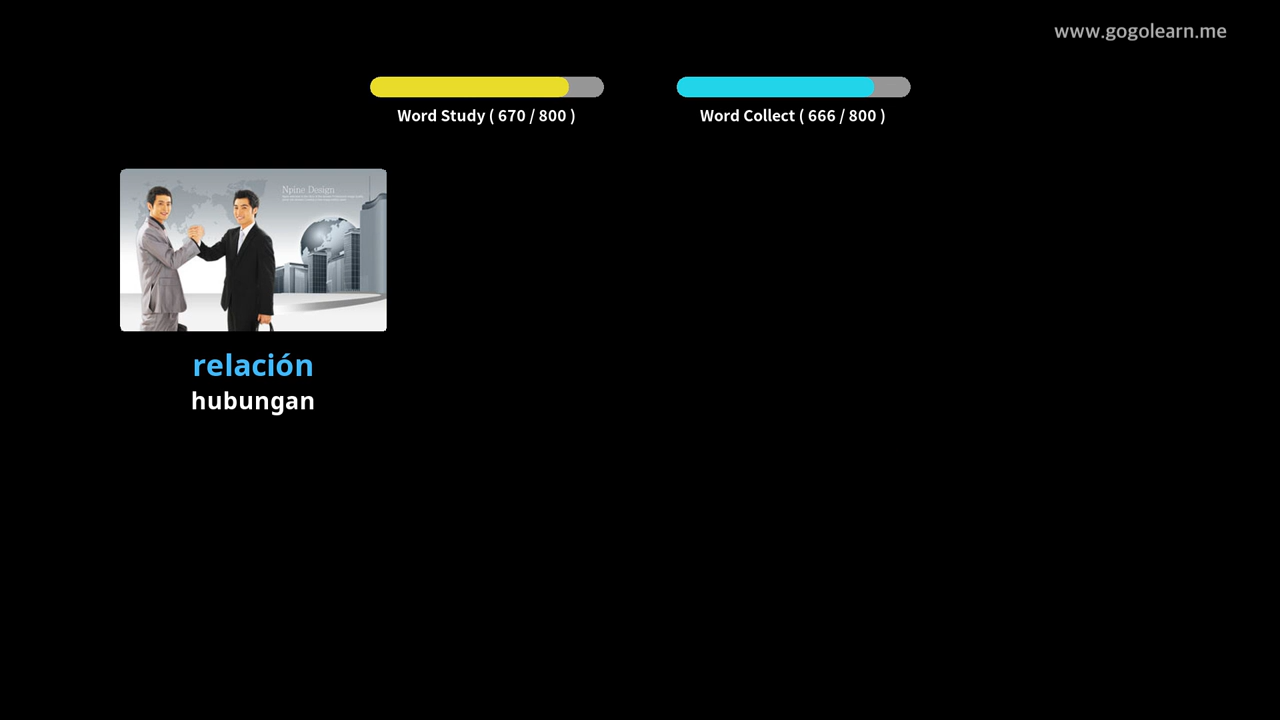 www.gogolearn.me
Word Study ( 670 / 800 )
Word Collect ( 666 / 800 )
Npine Design
relación
hubungan